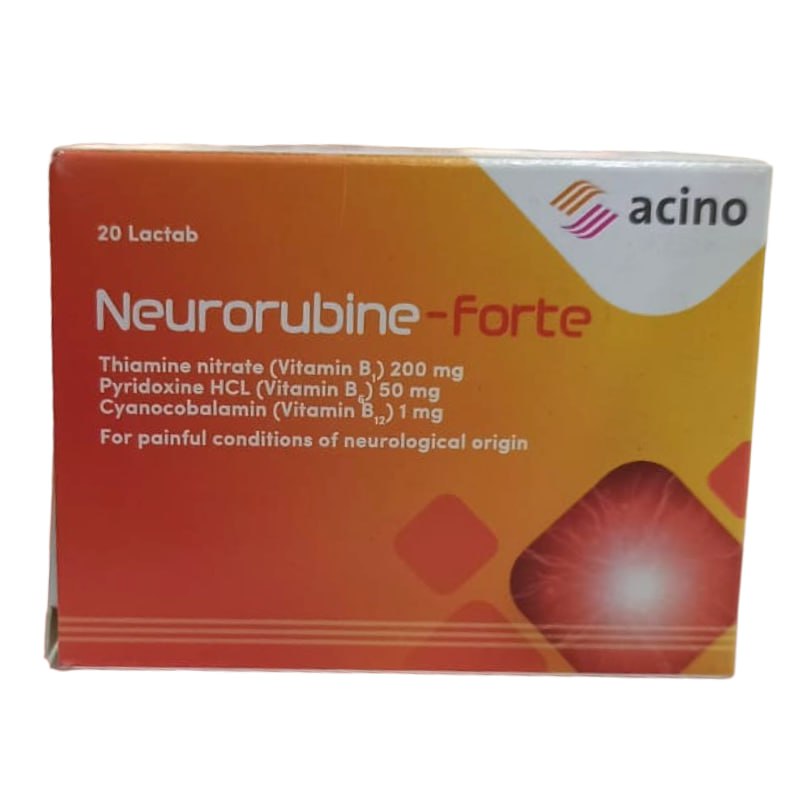 acino
20 Lactab
Neurorubine-forte
Thiamine nitrate (Vitamin B₁) 200 mg
Pyridoxine HCL (Vitamin B₆) 50 mg
Cyanocobalamin (Vitamin B₁₂) 1 mg
For painful conditions of neurological origin